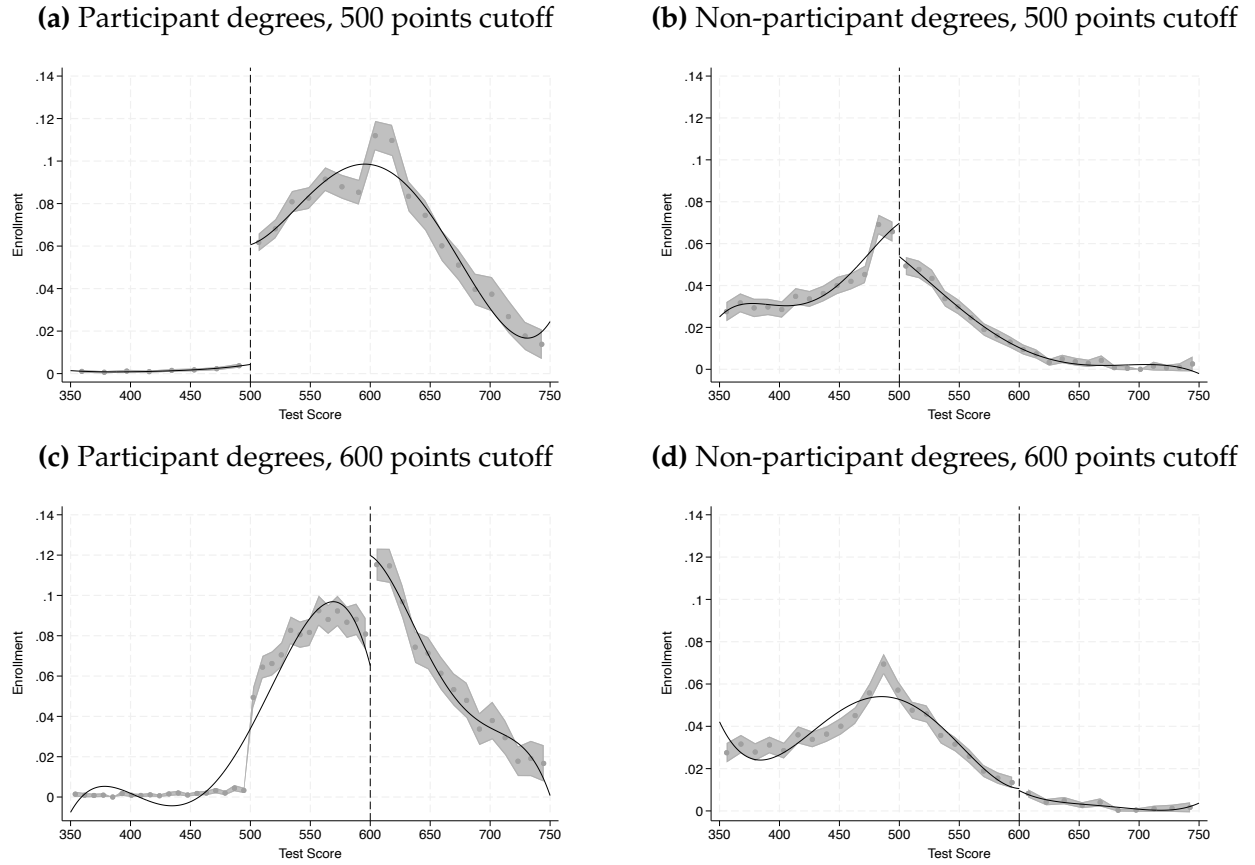 (a) Participant degrees, 500 points cutoff
.14
.12
.1
.08
.06
.04
.02
0
Enrollment
350 400 450 500 550 600 650 700 750
Test Score
(b) Non-participant degrees, 500 points cutoff
.14
.12
.1
.08
.06
.04
.02
0
Enrollment
350 400 450 500 550 600 650 700 750
Test Score
(c) Participant degrees, 600 points cutoff
.14
.12
.1
.08
.06
.04
.02
0
Enrollment
350 400 450 500 550 600 650 700 750
Test Score
(d) Non-participant degrees, 600 points cutoff
.14
.12
.1
.08
.06
.04
.02
0
Enrollment
350 400 450 500 550 600 650 700 750
Test Score